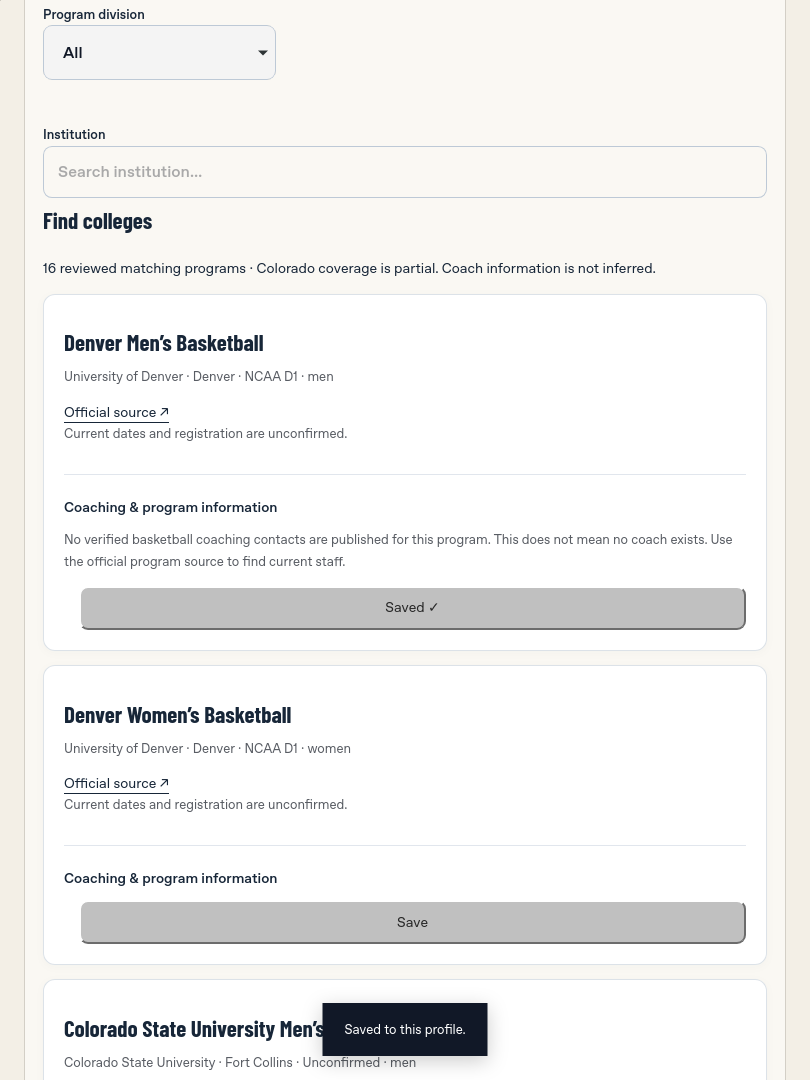 Program division
All
Institution
Search institution...
Find colleges
16 reviewed matching programs · Colorado coverage is partial. Coach information is not inferred.
Denver Men’s Basketball
University of Denver · Denver · NCAA D1 · men
Official source ↗
Current dates and registration are unconfirmed.
Coaching & program information
No verified basketball coaching contacts are published for this program. This does not mean no coach exists. Use
the official program source to find current staff.
Saved ✓
Denver Women’s Basketball
University of Denver · Denver · NCAA D1 · women
Official source ↗
Current dates and registration are unconfirmed.
Coaching & program information
Save
Colorado State University Men’s
Saved to this profile.
Colorado State University · Fort Collins · Unconfirmed · men